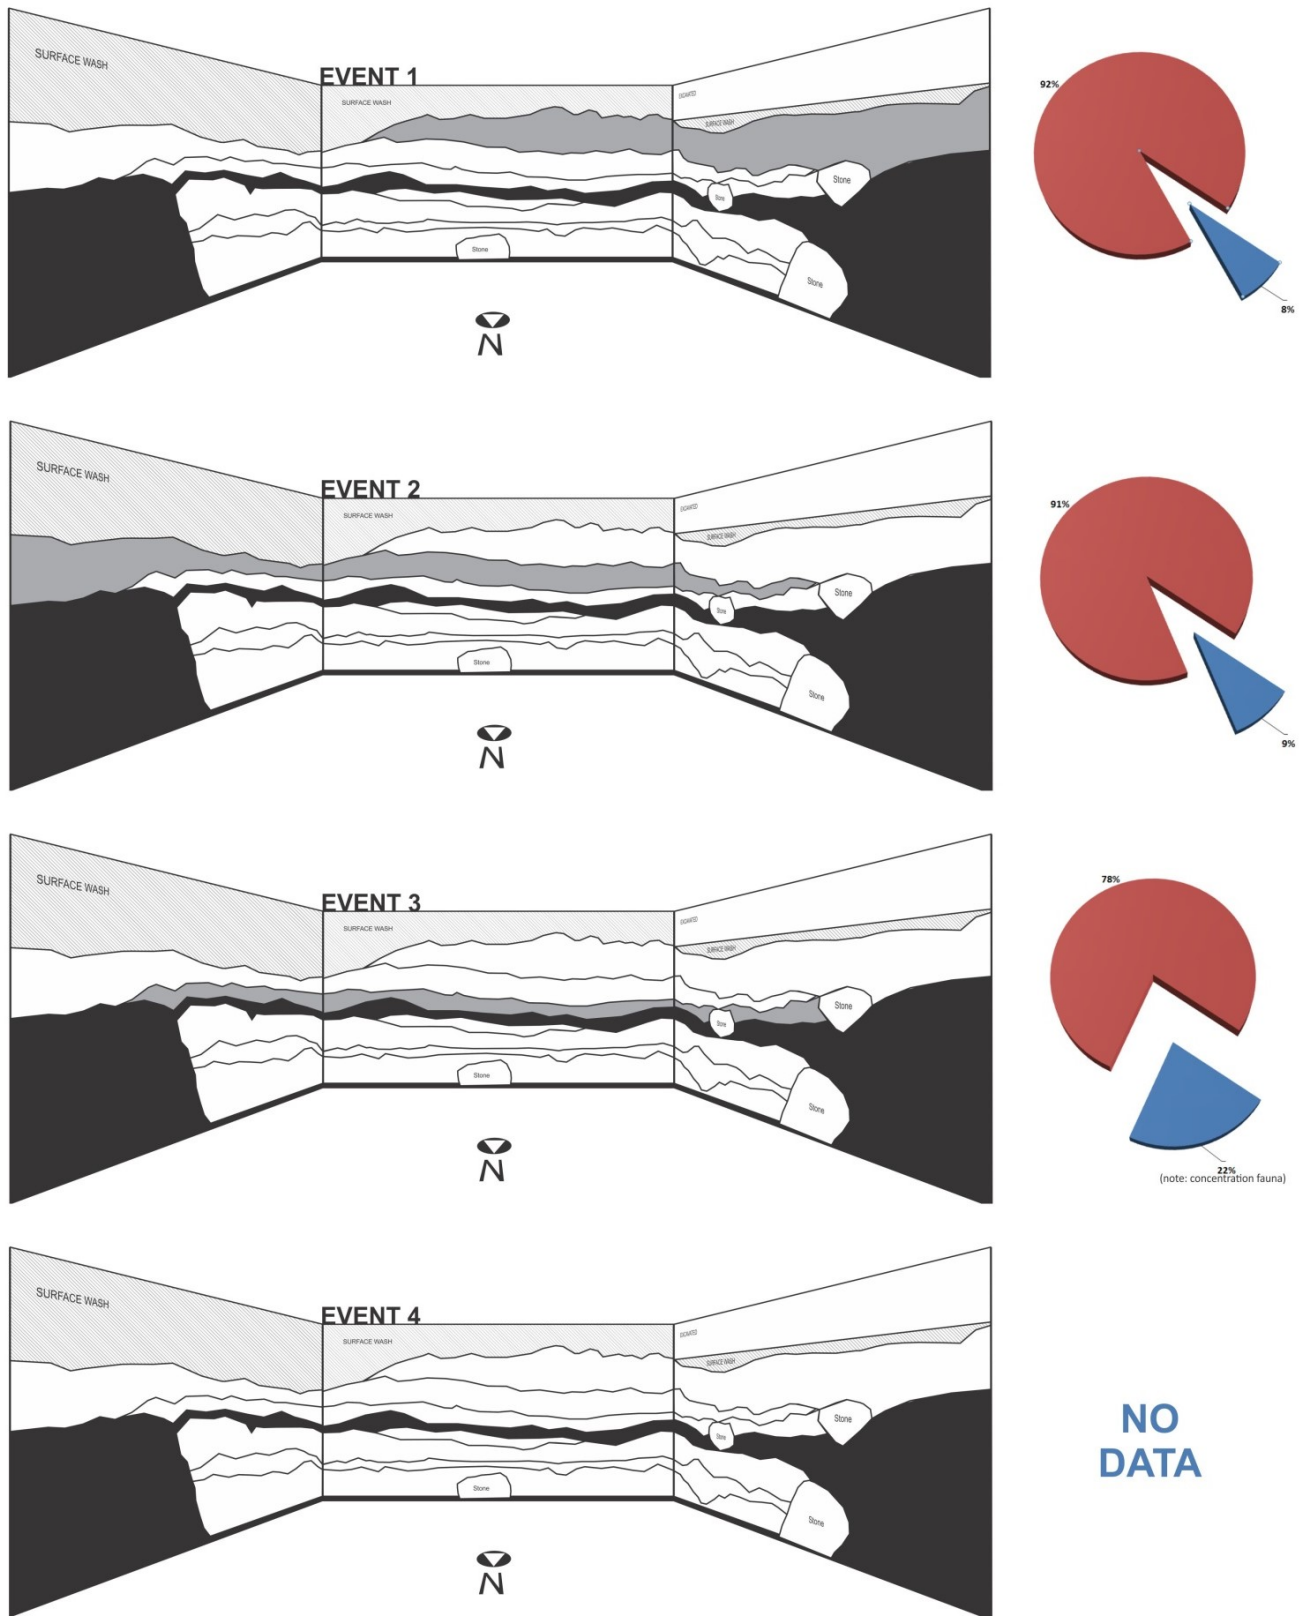 EVENT 1
SURFACE WASH
SURFACE WASH
EXCAVATED
SURFACE WASH
Stone
Stone
Stone
Stone
N
92%
8%
EVENT 2
SURFACE WASH
SURFACE WASH
EXCAVATED
SURFACE WASH
Stone
Stone
Stone
Stone
N
91%
9%
EVENT 3
SURFACE WASH
SURFACE WASH
EXCAVATED
SURFACE WASH
Stone
Stone
Stone
Stone
N
78%
22%
(note: concentration fauna)
EVENT 4
SURFACE WASH
SURFACE WASH
EXCAVATED
SURFACE WASH
Stone
Stone
Stone
Stone
N
NO
DATA